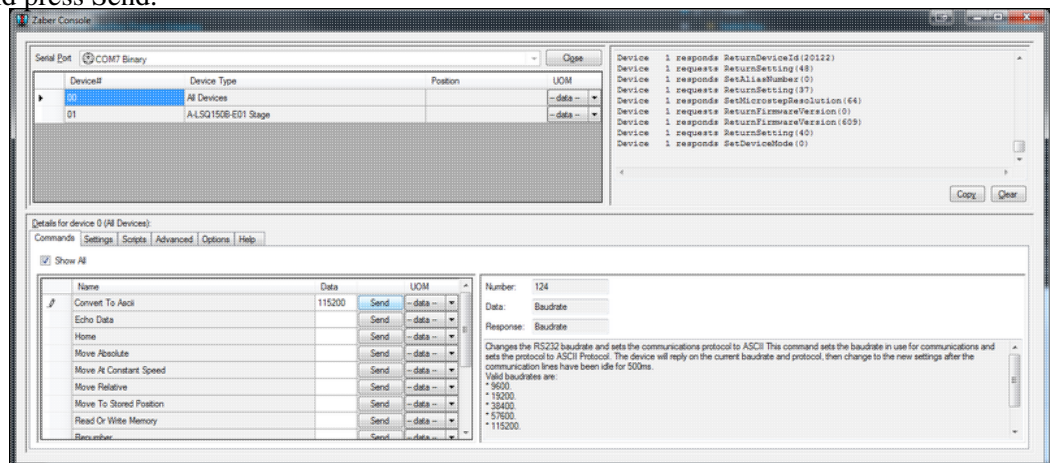 d press Send.
Zaber Console
Serial Port COM7 Binary Close
Device# Device Type Position UOM
00 All Devices -- data --
01 A-LSQ150B-E01 Stage -- data --
Device 1 responds ReturnDeviceId(20122)
Device 1 requests ReturnSetting(48)
Device 1 responds SetAliasNumber(0)
Device 1 requests ReturnSetting(37)
Device 1 responds SetMicrostepResolution(64)
Device 1 requests ReturnFirmwareVersion(0)
Device 1 responds ReturnFirmwareVersion(609)
Device 1 requests ReturnSetting(40)
Device 1 responds SetDeviceMode(0)
Copy Clear
Details for device 0 (All Devices):
Commands Settings Scripts Advanced Options Help
Show All
Name Data UOM
Convert To Ascii 115200 Send -- data --
Echo Data Send -- data --
Home Send -- data --
Move Absolute Send -- data --
Move At Constant Speed Send -- data --
Move Relative Send -- data --
Move To Stored Position Send -- data --
Read Or Write Memory Send -- data --
Renumber Send -- data --
Number: 124
Data: Baudrate
Response: Baudrate
Changes the RS232 baudrate and sets the communications protocol to ASCII This command sets the baudrate in use for communications and
sets the protocol to ASCII Protocol. The device will reply on the current baudrate and protocol, then change to the new settings after the
communication lines have been idle for 500ms.
Valid baudrates are:
* 9600.
* 19200.
* 38400.
* 57600.
* 115200.